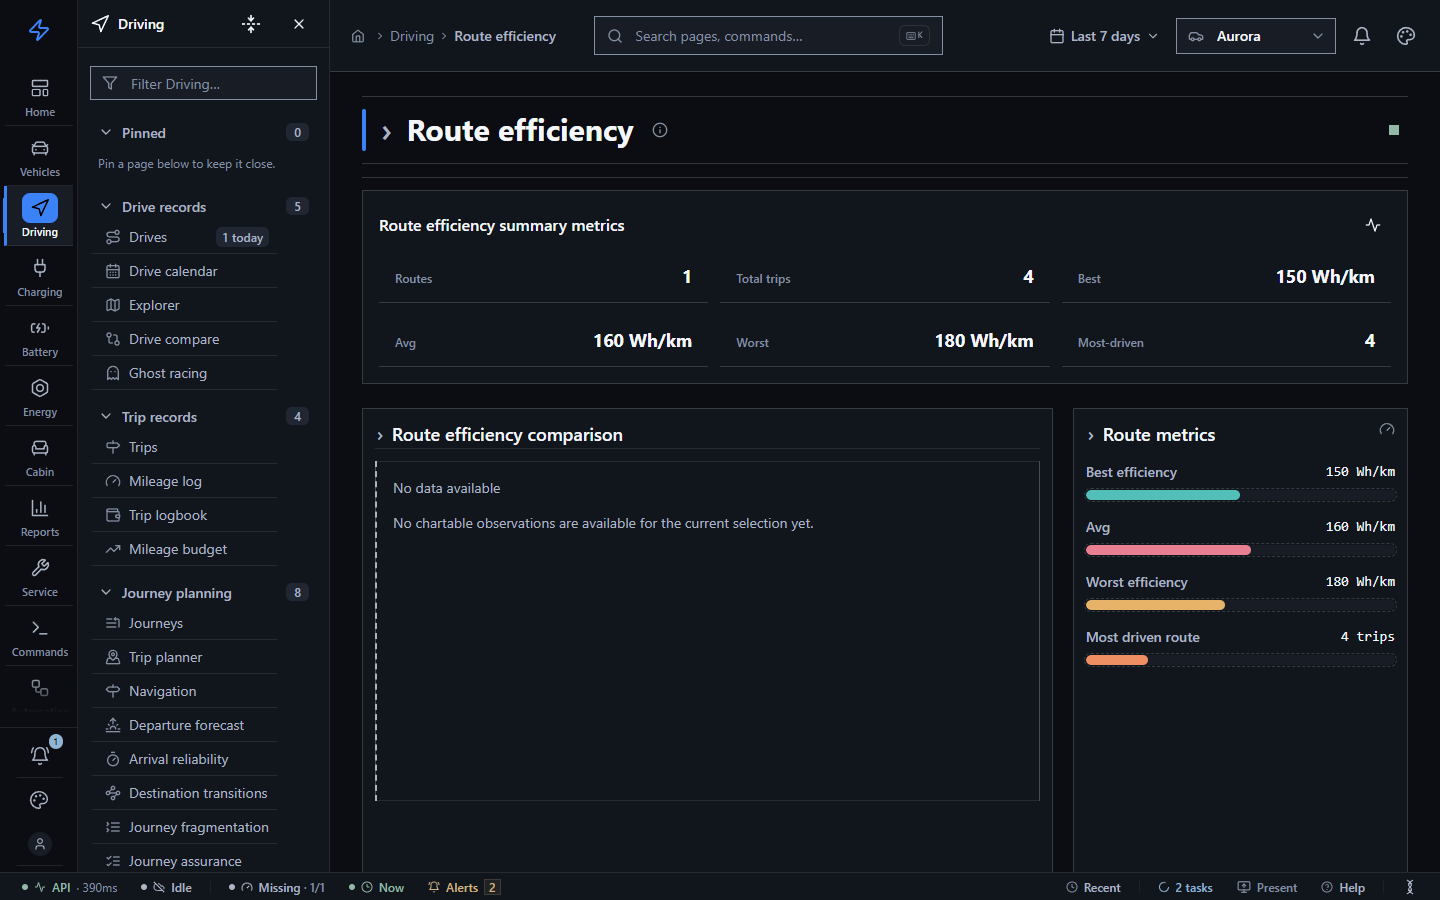 Driving
Driving
Route efficiency
Search pages, commands...
K
Last 7 days
Aurora
Home
Vehicles
Driving
Charging
Battery
Energy
Cabin
Reports
Service
Commands
1
Filter Driving...
Pinned
0
Pin a page below to keep it close.
Drive records
5
Drives
1 today
Drive calendar
Explorer
Drive compare
Ghost racing
Trip records
4
Trips
Mileage log
Trip logbook
Mileage budget
Journey planning
8
Journeys
Trip planner
Navigation
Departure forecast
Arrival reliability
Destination transitions
Journey fragmentation
Journey assurance
Route efficiency
Route efficiency summary metrics
Routes
1
Total trips
4
Best
150 Wh/km
Avg
160 Wh/km
Worst
180 Wh/km
Most-driven
4
Route efficiency comparison
No data available
No chartable observations are available for the current selection yet.
Route metrics
Best efficiency
150 Wh/km
Avg
160 Wh/km
Worst efficiency
180 Wh/km
Most driven route
4 trips
API · 390ms
Idle
Missing · 1/1
Now
Alerts 2
Recent
2 tasks
Present
Help